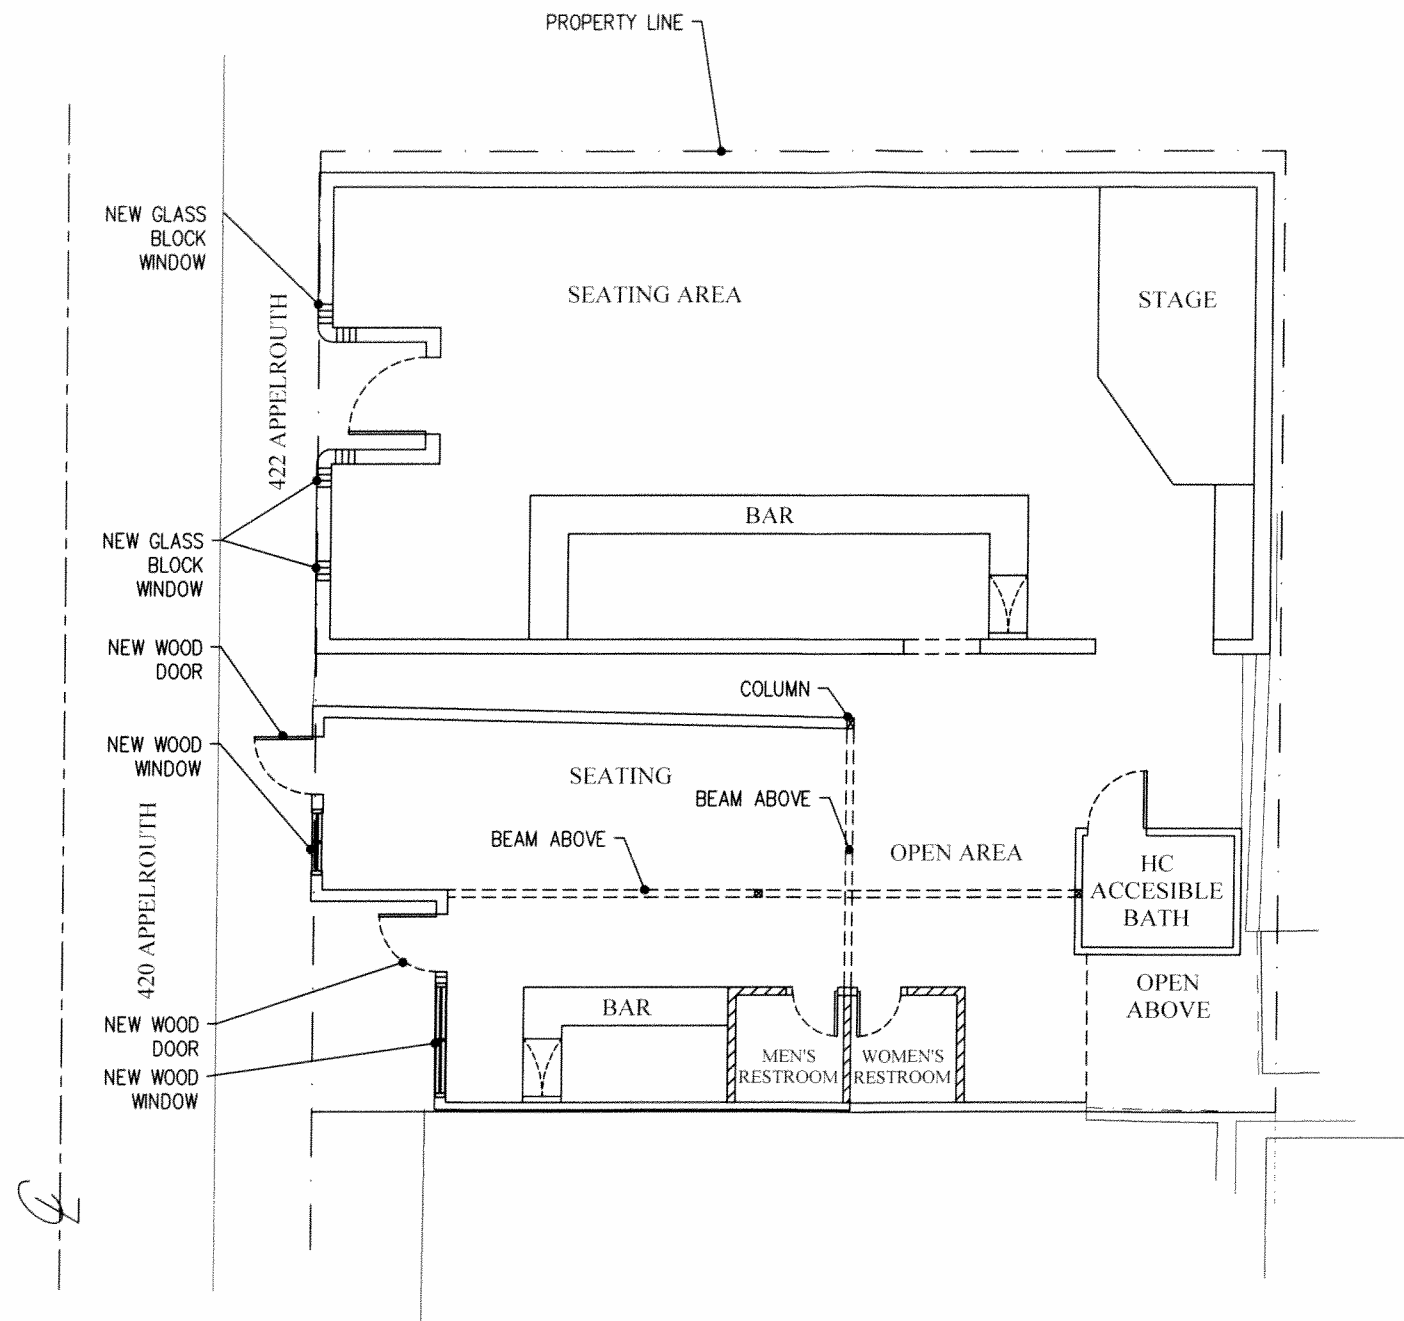 PROPERTY LINE
NEW GLASS
BLOCK
WINDOW
SEATING AREA
STAGE
422 APPELROUTH
BAR
NEW GLASS
BLOCK
WINDOW
NEW WOOD
DOOR
COLUMN
NEW WOOD
WINDOW
SEATING
BEAM ABOVE
BEAM ABOVE
OPEN AREA
HC
ACCESIBLE
BATH
420 APPELROUTH
OPEN
ABOVE
BAR
NEW WOOD
DOOR
MEN'S
RESTROOM
WOMEN'S
RESTROOM
NEW WOOD
WINDOW
℄